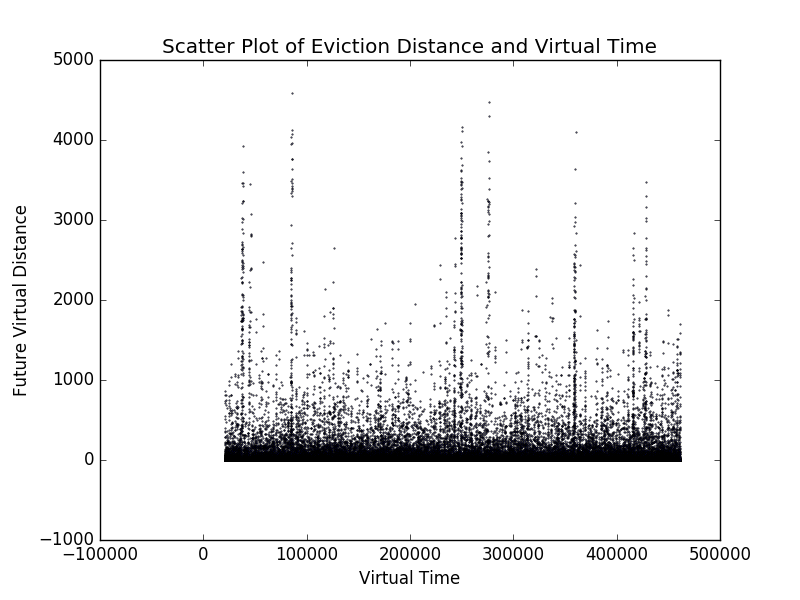 Scatter Plot of Eviction Distance and Virtual Time
5000
4000
3000
2000
1000
0
−1000
Future Virtual Distance
−100000 0 100000 200000 300000 400000 500000
Virtual Time